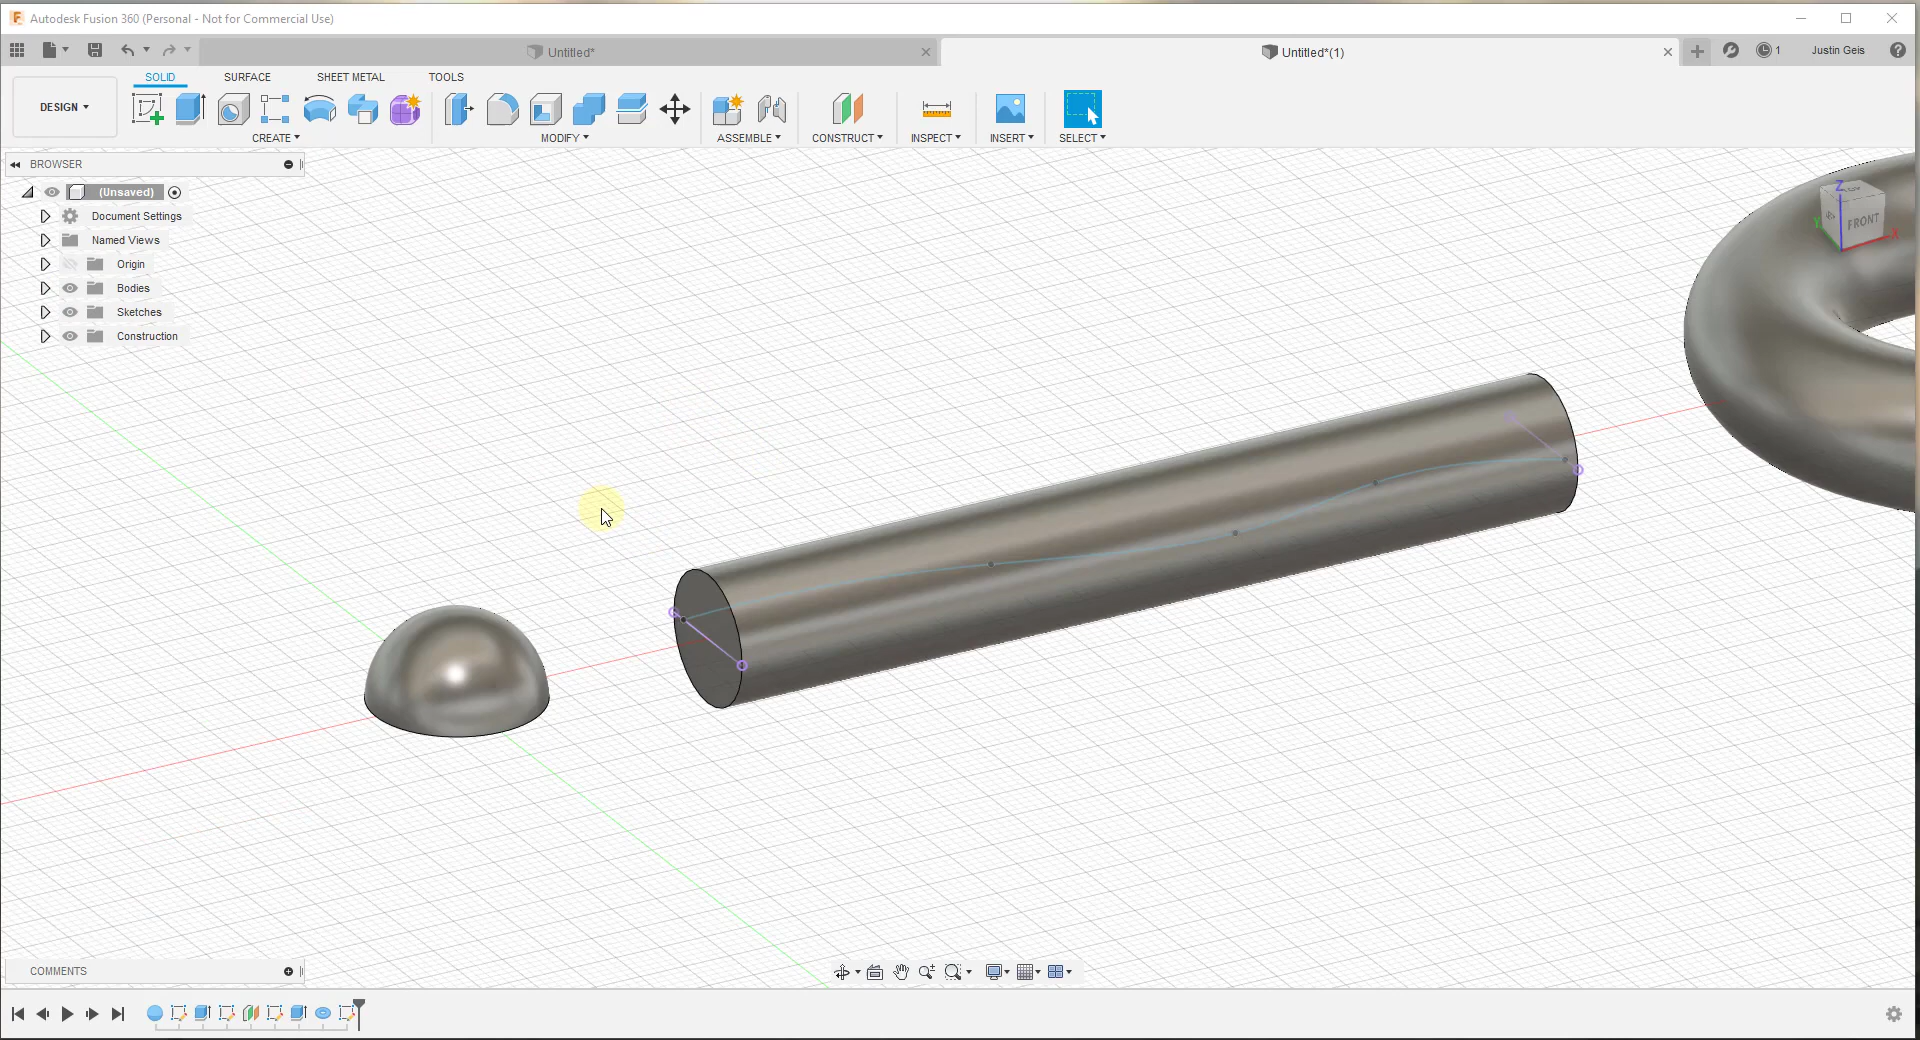 Autodesk Fusion 360 (Personal - Not for Commercial Use)
Untitled*
Untitled*(1)
1
Justin Geis
DESIGN
SOLID
SURFACE
SHEET METAL
TOOLS
CREATE
MODIFY
ASSEMBLE
CONSTRUCT
INSPECT
INSERT
SELECT
BROWSER
(Unsaved)
Document Settings
Named Views
Origin
Bodies
Sketches
Construction
Z
Y
X
FRONT
COMMENTS